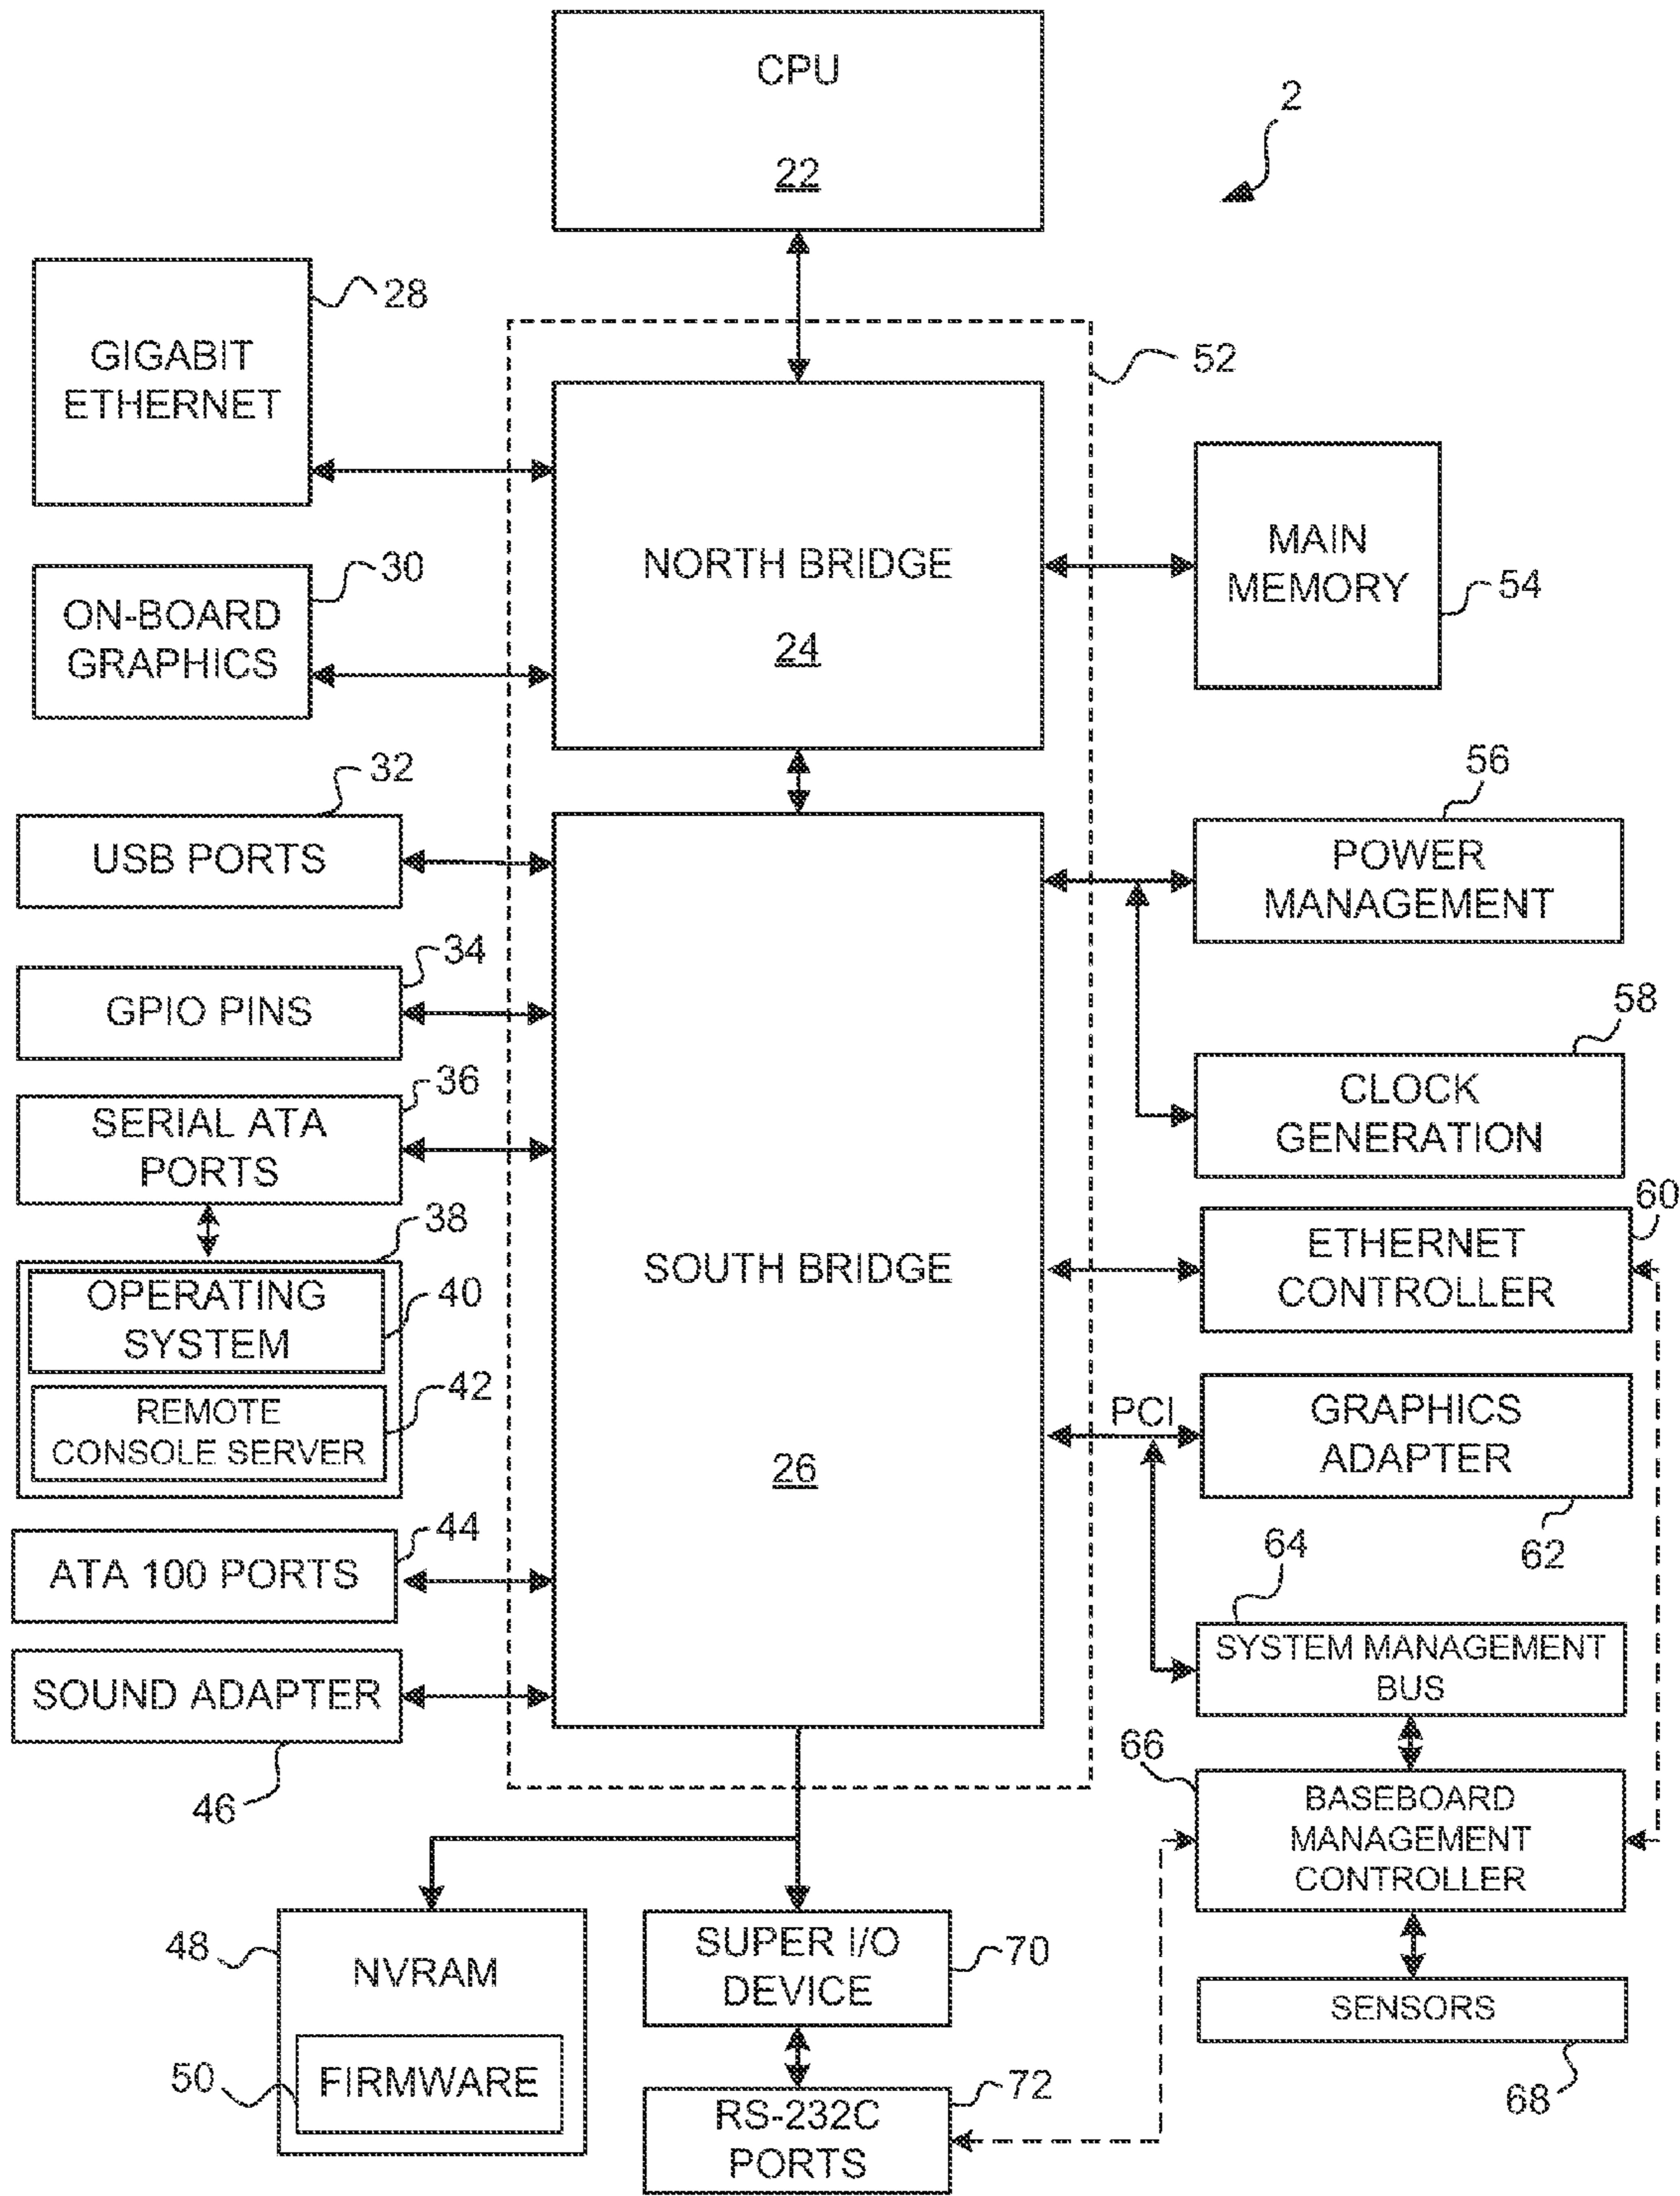 CPU
22
2
GIGABIT
ETHERNET
28
52
NORTH BRIDGE
24
MAIN
MEMORY
54
30
ON-BOARD
GRAPHICS
32
USB PORTS
56
POWER
MANAGEMENT
34
GPIO PINS
58
CLOCK
GENERATION
36
SERIAL ATA
PORTS
38
OPERATING
SYSTEM
40
REMOTE
CONSOLE SERVER
42
SOUTH BRIDGE
26
60
ETHERNET
CONTROLLER
PCI
GRAPHICS
ADAPTER
62
44
ATA 100 PORTS
64
SYSTEM MANAGEMENT
BUS
SOUND ADAPTER
46
66
BASEBOARD
MANAGEMENT
CONTROLLER
48
NVRAM
50
FIRMWARE
SUPER I/O
DEVICE
70
RS-232C
PORTS
72
SENSORS
68